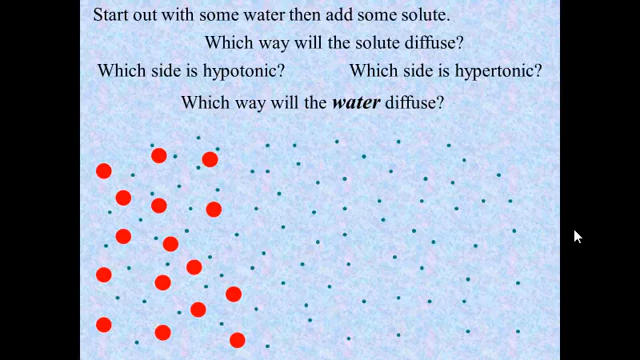 Start out with some water then add some solute.
Which way will the solute diffuse?
Which side is hypotonic? Which side is hypertonic?
Which way will the water diffuse?